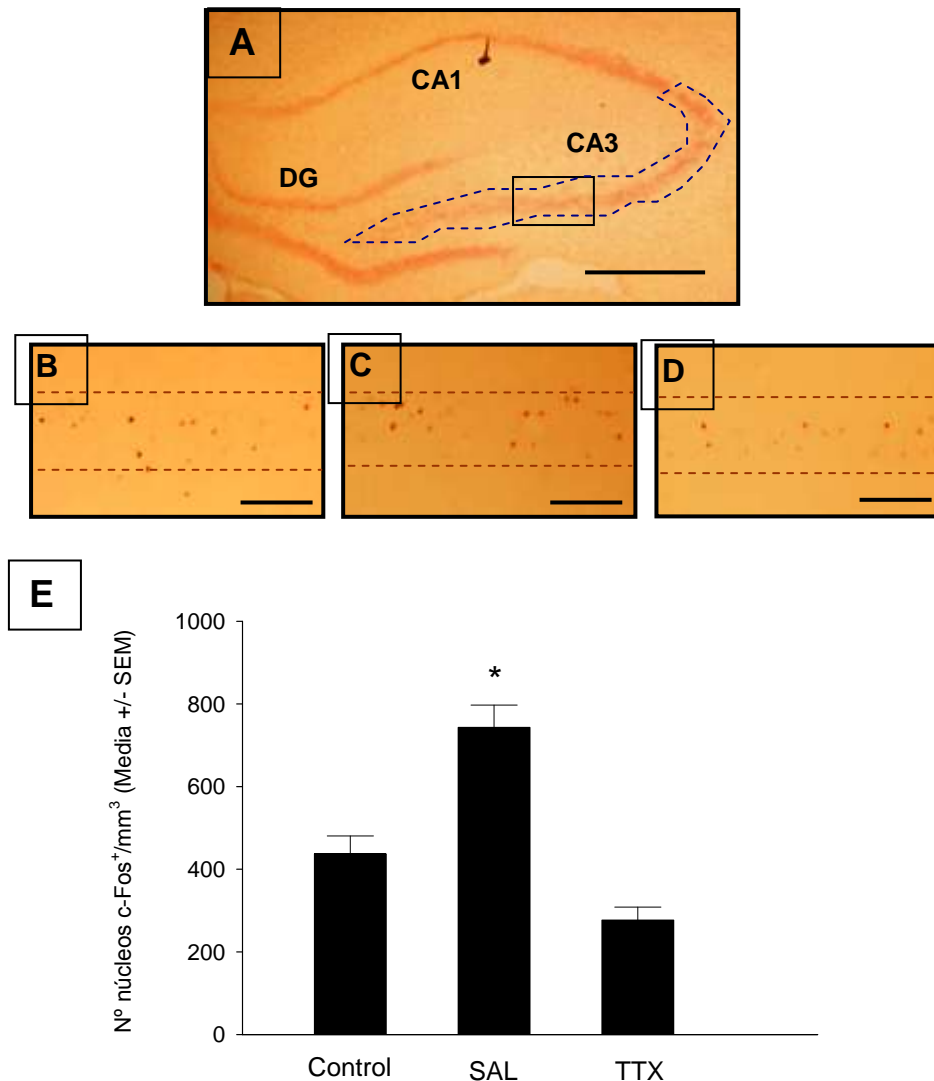 A
CA1
CA3
DG
B
C
D
E
Nº núcleos c-Fos⁺/mm³ (Media +/- SEM)
1000
800
600
400
200
0
*
Control SAL TTX